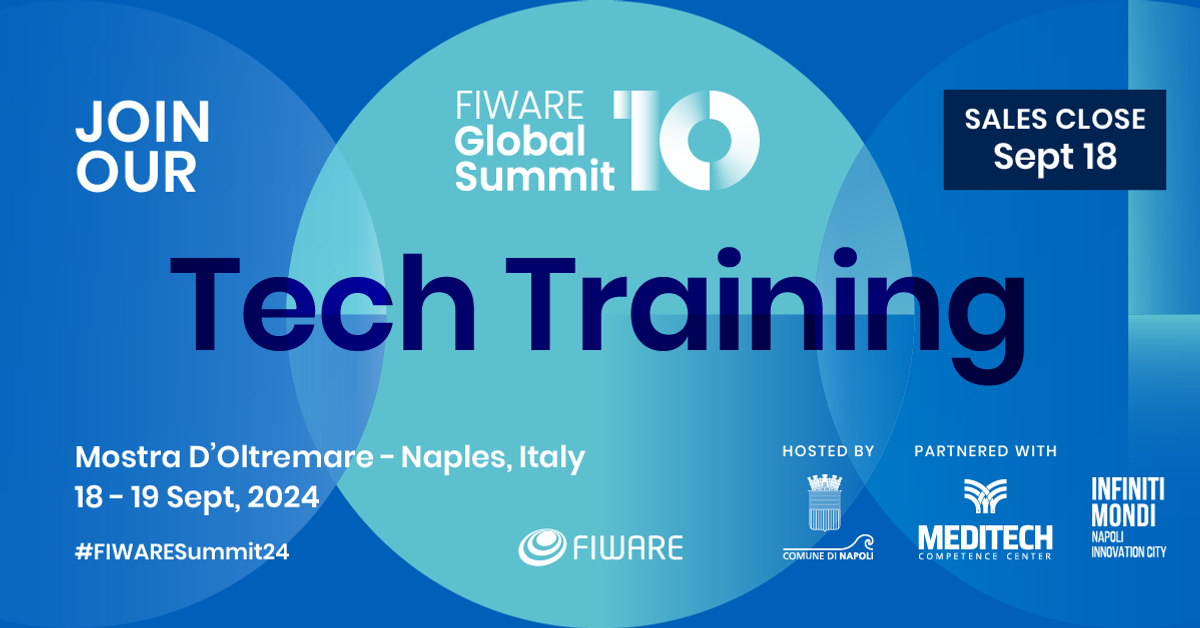 JOIN
OUR
FIWARE
Global
Summit
10
SALES CLOSE
Sept 18
Tech Training
Mostra D'Oltremare - Naples, Italy
18 - 19 Sept, 2024
#FIWARESummit24
FIWARE
HOSTED BY
COMUNE DI NAPOLI
PARTNERED WITH
MEDITECH
COMPETENCE CENTER
INFINITI
MONDI
NAPOLI
INNOVATION CITY